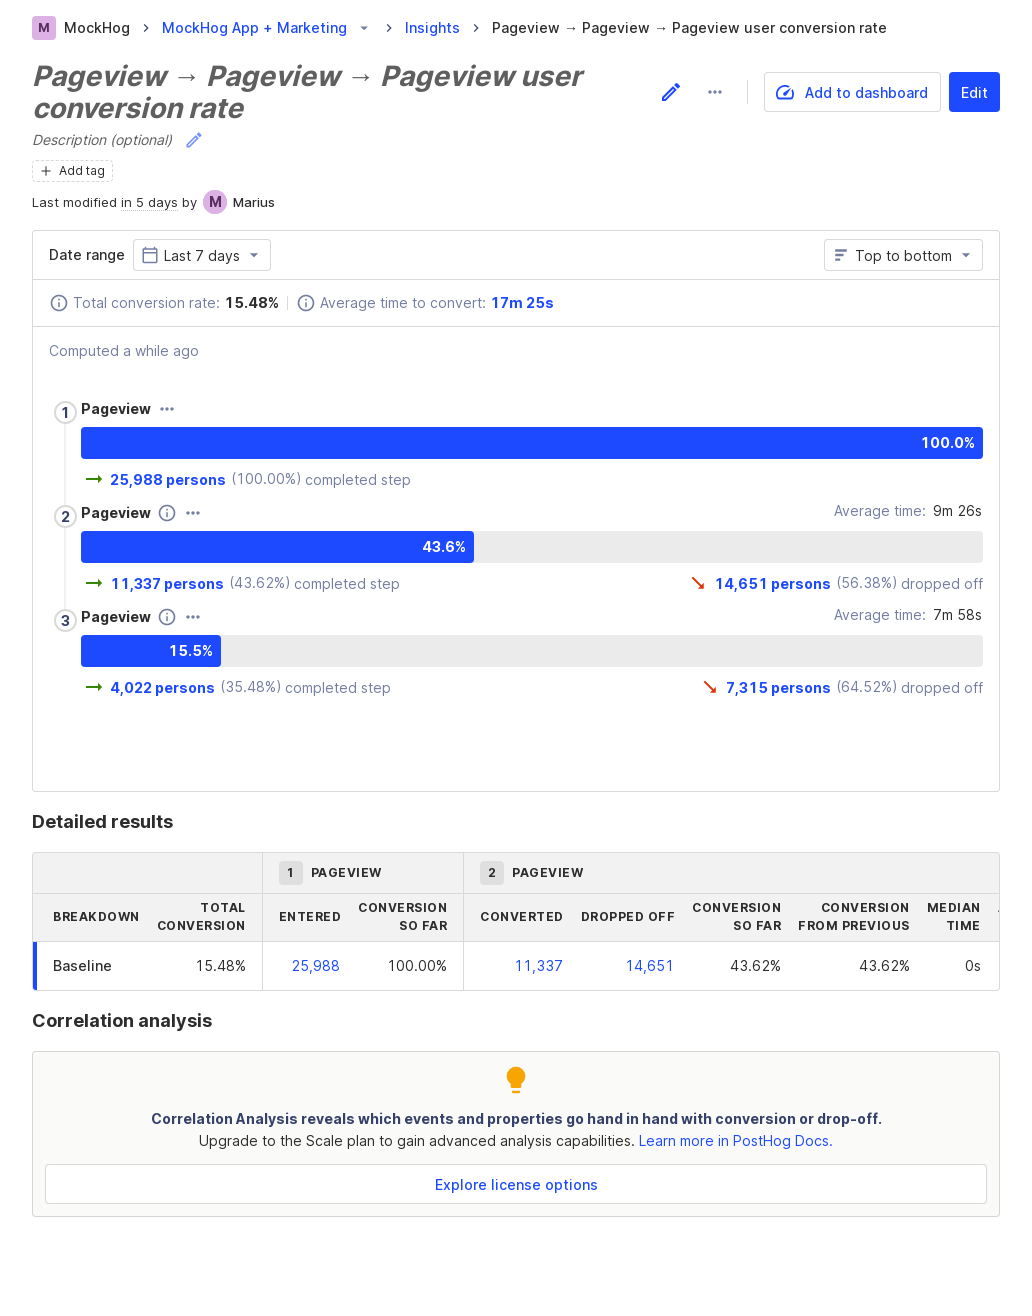 M MockHog > MockHog App + Marketing > Insights > Pageview → Pageview → Pageview user conversion rate
Pageview → Pageview → Pageview user
conversion rate
Add to dashboard
Edit
Description (optional)
+ Add tag
Last modified in 5 days by M Marius
Date range Last 7 days Top to bottom
Total conversion rate: 15.48% Average time to convert: 17m 25s
Computed a while ago
1 Pageview
100.0%
→ 25,988 persons (100.00%) completed step
2 Pageview Average time: 9m 26s
43.6%
→ 11,337 persons (43.62%) completed step ↘ 14,651 persons (56.38%) dropped off
3 Pageview Average time: 7m 58s
15.5%
→ 4,022 persons (35.48%) completed step ↘ 7,315 persons (64.52%) dropped off
Detailed results
1 PAGEVIEW 2 PAGEVIEW
BREAKDOWN TOTAL CONVERSION ENTERED CONVERSION SO FAR CONVERTED DROPPED OFF CONVERSION SO FAR CONVERSION FROM PREVIOUS MEDIAN TIME
Baseline 15.48% 25,988 100.00% 11,337 14,651 43.62% 43.62% 0s
Correlation analysis
Correlation Analysis reveals which events and properties go hand in hand with conversion or drop-off.
Upgrade to the Scale plan to gain advanced analysis capabilities. Learn more in PostHog Docs.
Explore license options